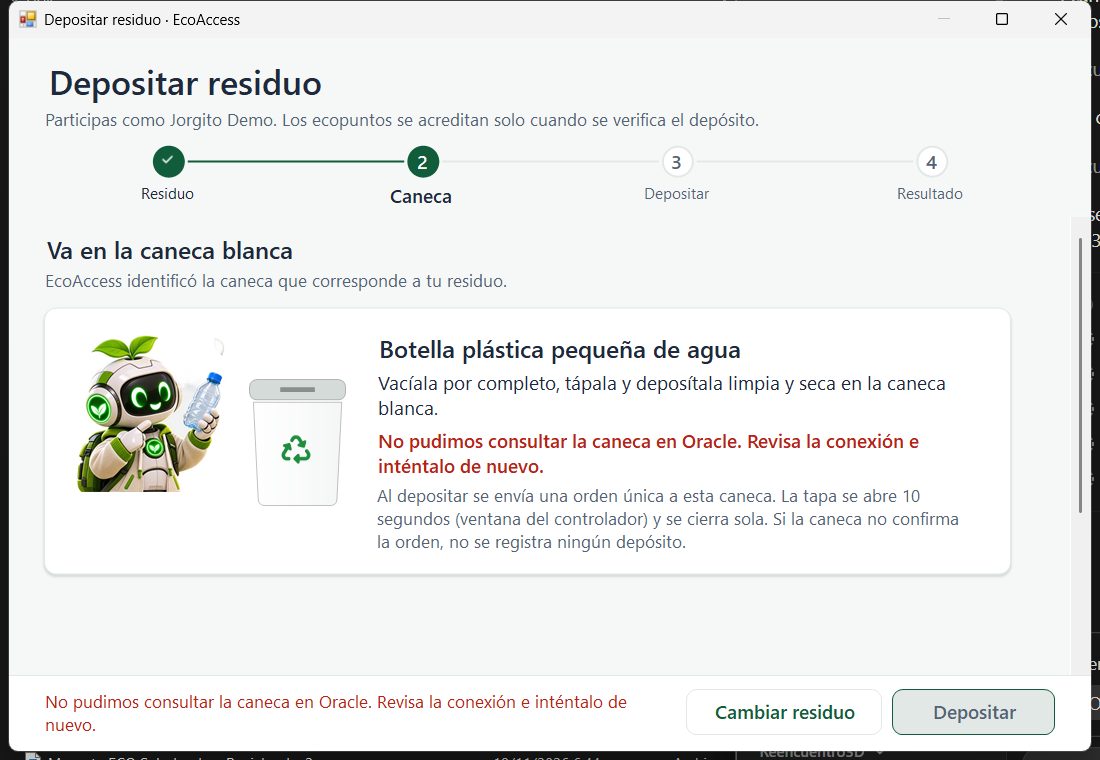 Depositar residuo · EcoAccess
Depositar residuo
Participas como Jorgito Demo. Los ecopuntos se acreditan solo cuando se verifica el depósito.
2
3
4
Residuo
Caneca
Depositar
Resultado
Va en la caneca blanca
EcoAccess identificó la caneca que corresponde a tu residuo.
Botella plástica pequeña de agua
Vacíala por completo, tápala y deposítala limpia y seca en la caneca
blanca.
No pudimos consultar la caneca en Oracle. Revisa la conexión e
inténtalo de nuevo.
Al depositar se envía una orden única a esta caneca. La tapa se abre 10
segundos (ventana del controlador) y se cierra sola. Si la caneca no confirma
la orden, no se registra ningún depósito.
No pudimos consultar la caneca en Oracle. Revisa la conexión e inténtalo de
nuevo.
Cambiar residuo
Depositar